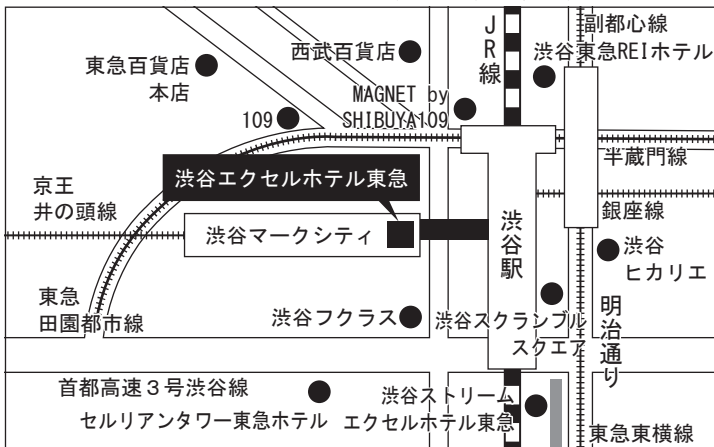 JR線
副都心線
渋谷東急REIホテル
西武百貨店
東急百貨店
本店
MAGNET by
SHIBUYA109
109
半蔵門線
渋谷エクセルホテル東急
京王
井の頭線
渋谷マークシティ
渋谷駅
銀座線
渋谷
ヒカリエ
東急
田園都市線
渋谷フクラス
渋谷スクランブル
スクエア
明治通り
首都高速３号渋谷線
セルリアンタワー東急ホテル
渋谷ストリーム
エクセルホテル東急
東急東横線